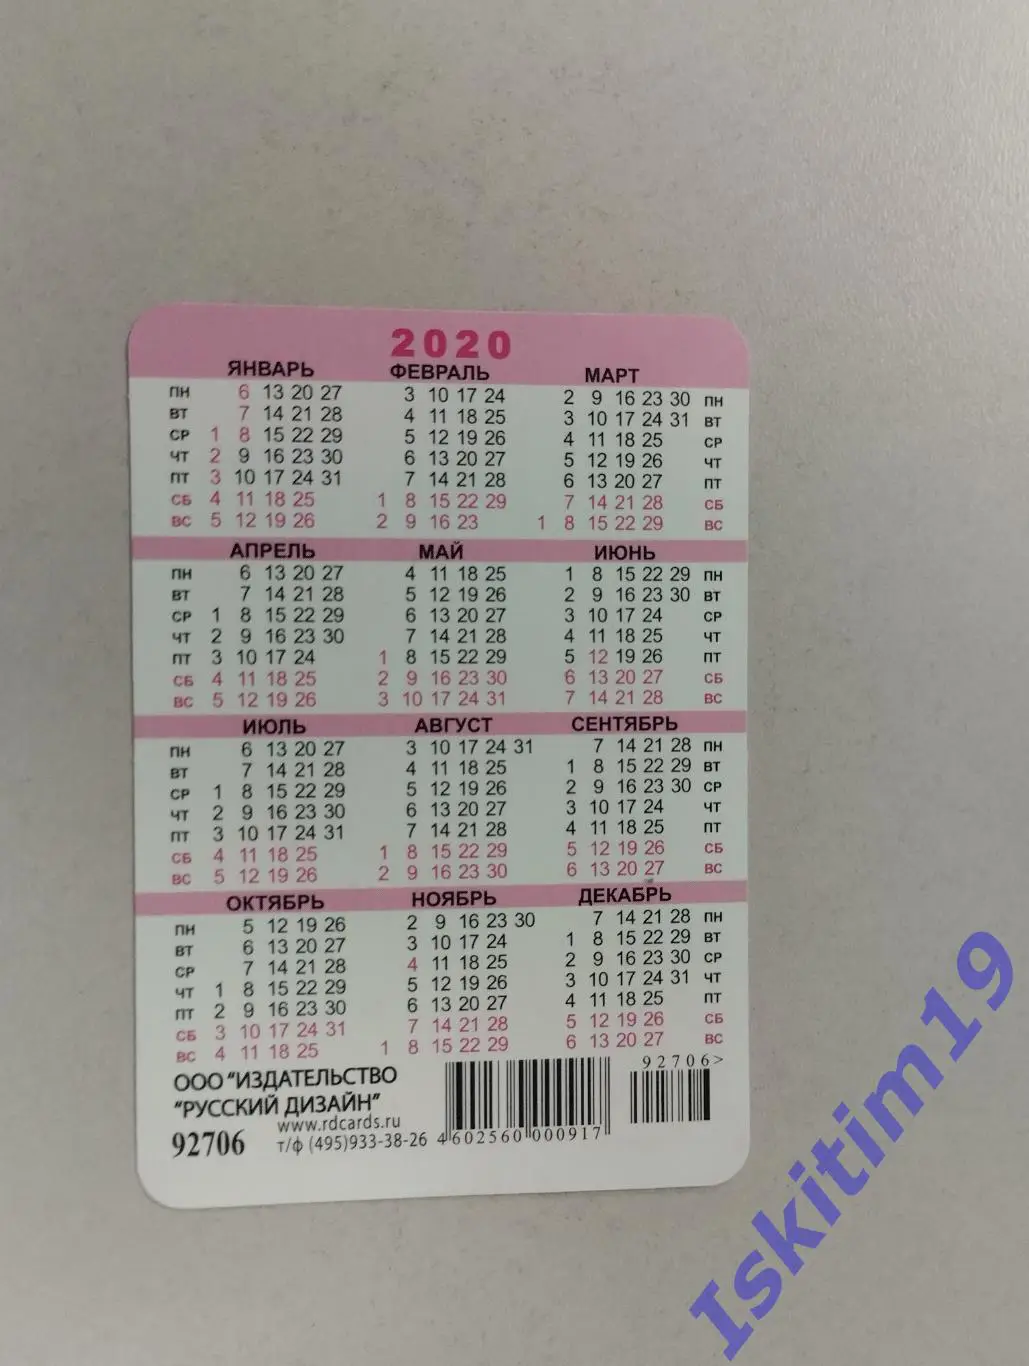 2020
ЯНВАРЬ ФЕВРАЛЬ МАРТ
ПН 6 13 20 27 3 10 17 24 2 9 16 23 30 ПН
ВТ 7 14 21 28 4 11 18 25 3 10 17 24 31 ВТ
СР 1 8 15 22 29 5 12 19 26 4 11 18 25 СР
ЧТ 2 9 16 23 30 6 13 20 27 5 12 19 26 ЧТ
ПТ 3 10 17 24 31 7 14 21 28 6 13 20 27 ПТ
СБ 4 11 18 25 1 8 15 22 29 7 14 21 28 СБ
ВС 5 12 19 26 2 9 16 23 1 8 15 22 29 ВС
АПРЕЛЬ МАЙ ИЮНЬ
ПН 6 13 20 27 4 11 18 25 1 8 15 22 29 ПН
ВТ 7 14 21 28 5 12 19 26 2 9 16 23 30 ВТ
СР 1 8 15 22 29 6 13 20 27 3 10 17 24 СР
ЧТ 2 9 16 23 30 7 14 21 28 4 11 18 25 ЧТ
ПТ 3 10 17 24 1 8 15 22 29 5 12 19 26 ПТ
СБ 4 11 18 25 2 9 16 23 30 6 13 20 27 СБ
ВС 5 12 19 26 3 10 17 24 31 7 14 21 28 ВС
ИЮЛЬ АВГУСТ СЕНТЯБРЬ
ПН 6 13 20 27 3 10 17 24 31 7 14 21 28 ПН
ВТ 7 14 21 28 4 11 18 25 1 8 15 22 29 ВТ
СР 1 8 15 22 29 5 12 19 26 2 9 16 23 30 СР
ЧТ 2 9 16 23 30 6 13 20 27 3 10 17 24 ЧТ
ПТ 3 10 17 24 31 7 14 21 28 4 11 18 25 ПТ
СБ 4 11 18 25 1 8 15 22 29 5 12 19 26 СБ
ВС 5 12 19 26 2 9 16 23 30 6 13 20 27 ВС
ОКТЯБРЬ НОЯБРЬ ДЕКАБРЬ
ПН 5 12 19 26 2 9 16 23 30 7 14 21 28 ПН
ВТ 6 13 20 27 3 10 17 24 1 8 15 22 29 ВТ
СР 7 14 21 28 4 11 18 25 2 9 16 23 30 СР
ЧТ 1 8 15 22 29 5 12 19 26 3 10 17 24 31 ЧТ
ПТ 2 9 16 23 30 6 13 20 27 4 11 18 25 ПТ
СБ 3 10 17 24 31 7 14 21 28 5 12 19 26 СБ
ВС 4 11 18 25 1 8 15 22 29 6 13 20 27 ВС
ООО "ИЗДАТЕЛЬСТВО
"РУССКИЙ ДИЗАЙН"
www.rdcards.ru
92706 т/ф (495)933-38-26
4 602560 000917
92706>
Iskitim19